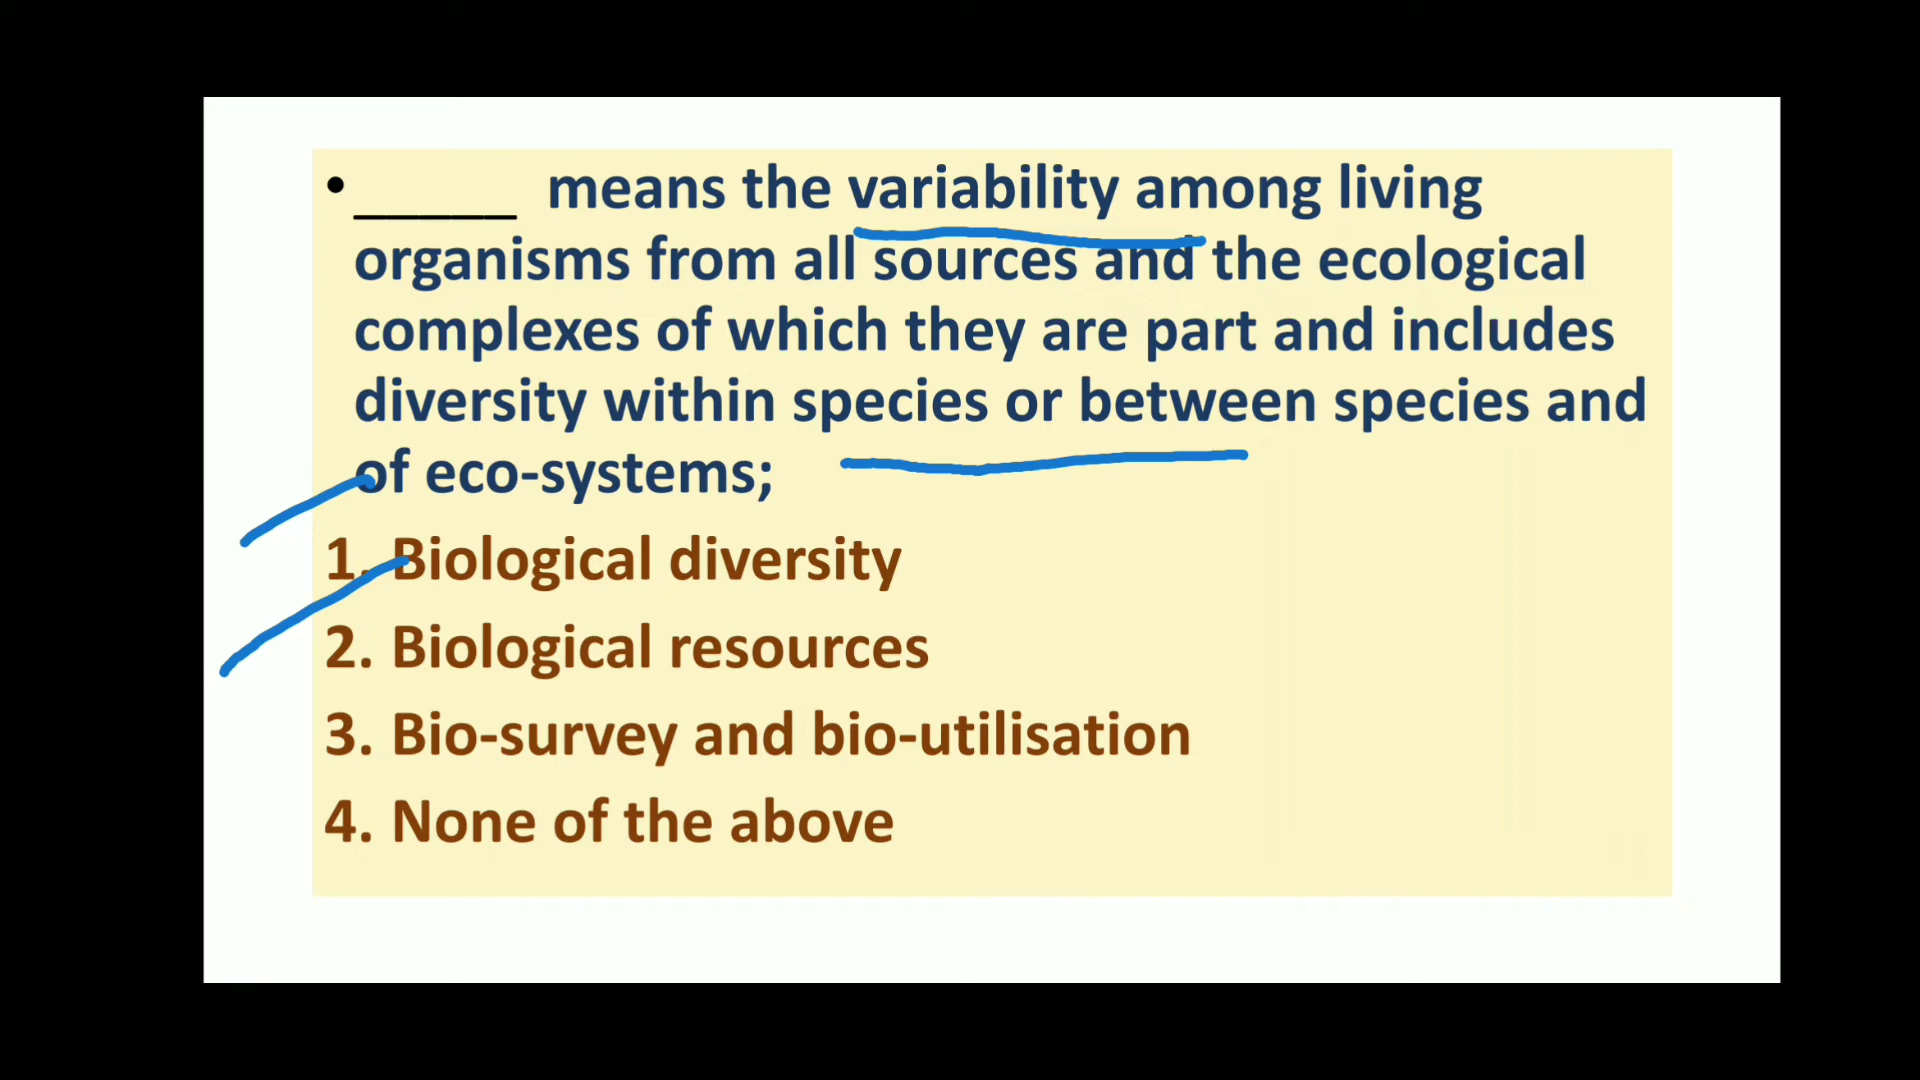 • _____ means the variability among living
organisms from all sources and the ecological
complexes of which they are part and includes
diversity within species or between species and
of eco-systems;
1. Biological diversity
2. Biological resources
3. Bio-survey and bio-utilisation
4. None of the above